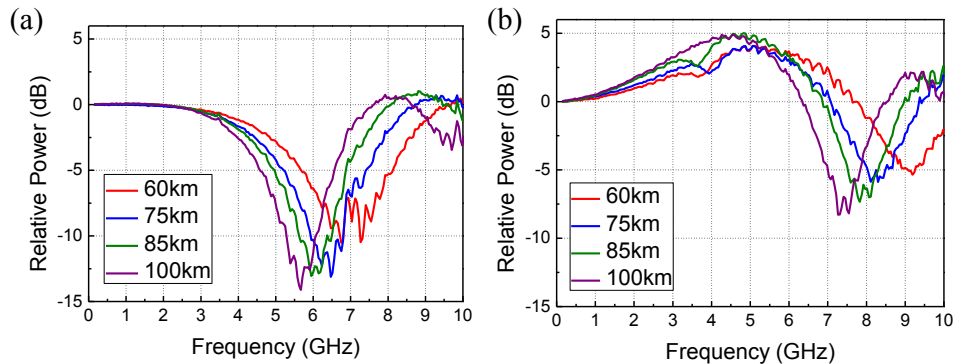 (a)
Relative Power (dB)
5
0
-5
-10
-15
60km
75km
85km
100km
0 1 2 3 4 5 6 7 8 9 10
Frequency (GHz)
(b)
Relative Power (dB)
5
0
-5
-10
-15
60km
75km
85km
100km
0 1 2 3 4 5 6 7 8 9 10
Frequency (GHz)